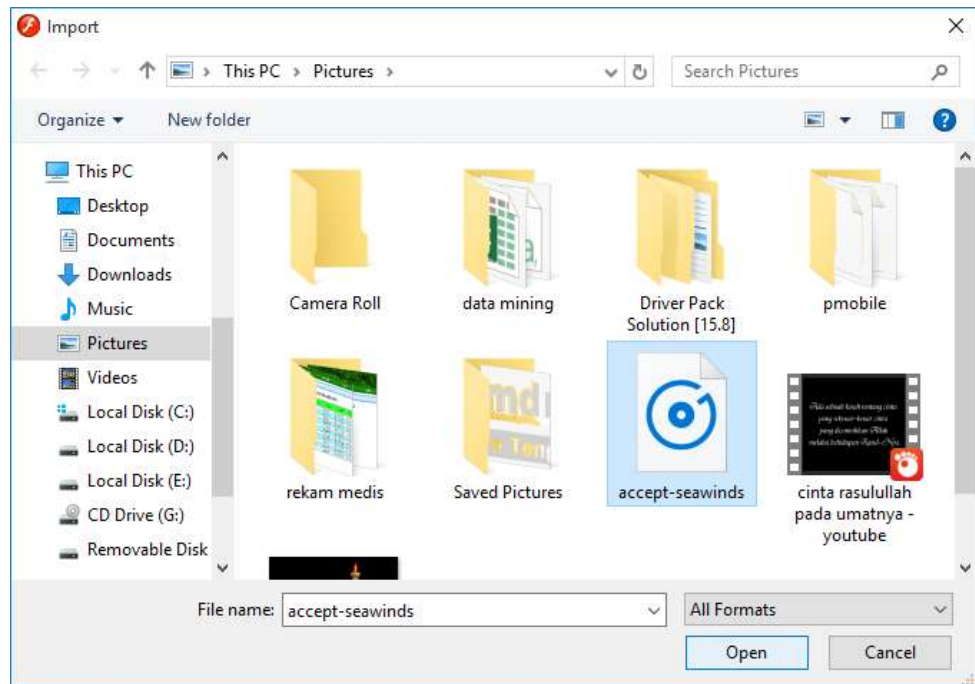 Import
This PC > Pictures >
Search Pictures
Organize
New folder
This PC
Desktop
Documents
Downloads
Music
Pictures
Videos
Local Disk (C:)
Local Disk (D:)
Local Disk (E:)
CD Drive (G:)
Removable Disk
Camera Roll
data mining
Driver Pack
Solution [15.8]
pmobile
rekam medis
Saved Pictures
accept-seawinds
cinta rasulullah
pada umatnya -
youtube
File name:
accept-seawinds
All Formats
Open
Cancel